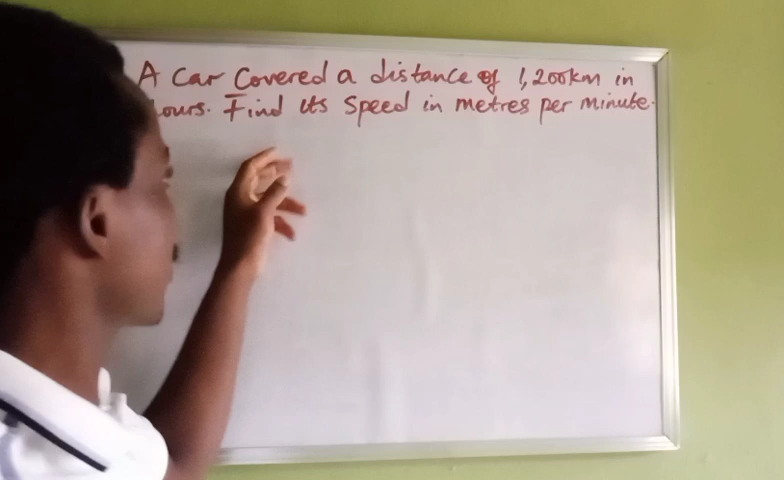 A Car Covered a distance of 1,200km in
ours. Find its Speed in metres per minute.